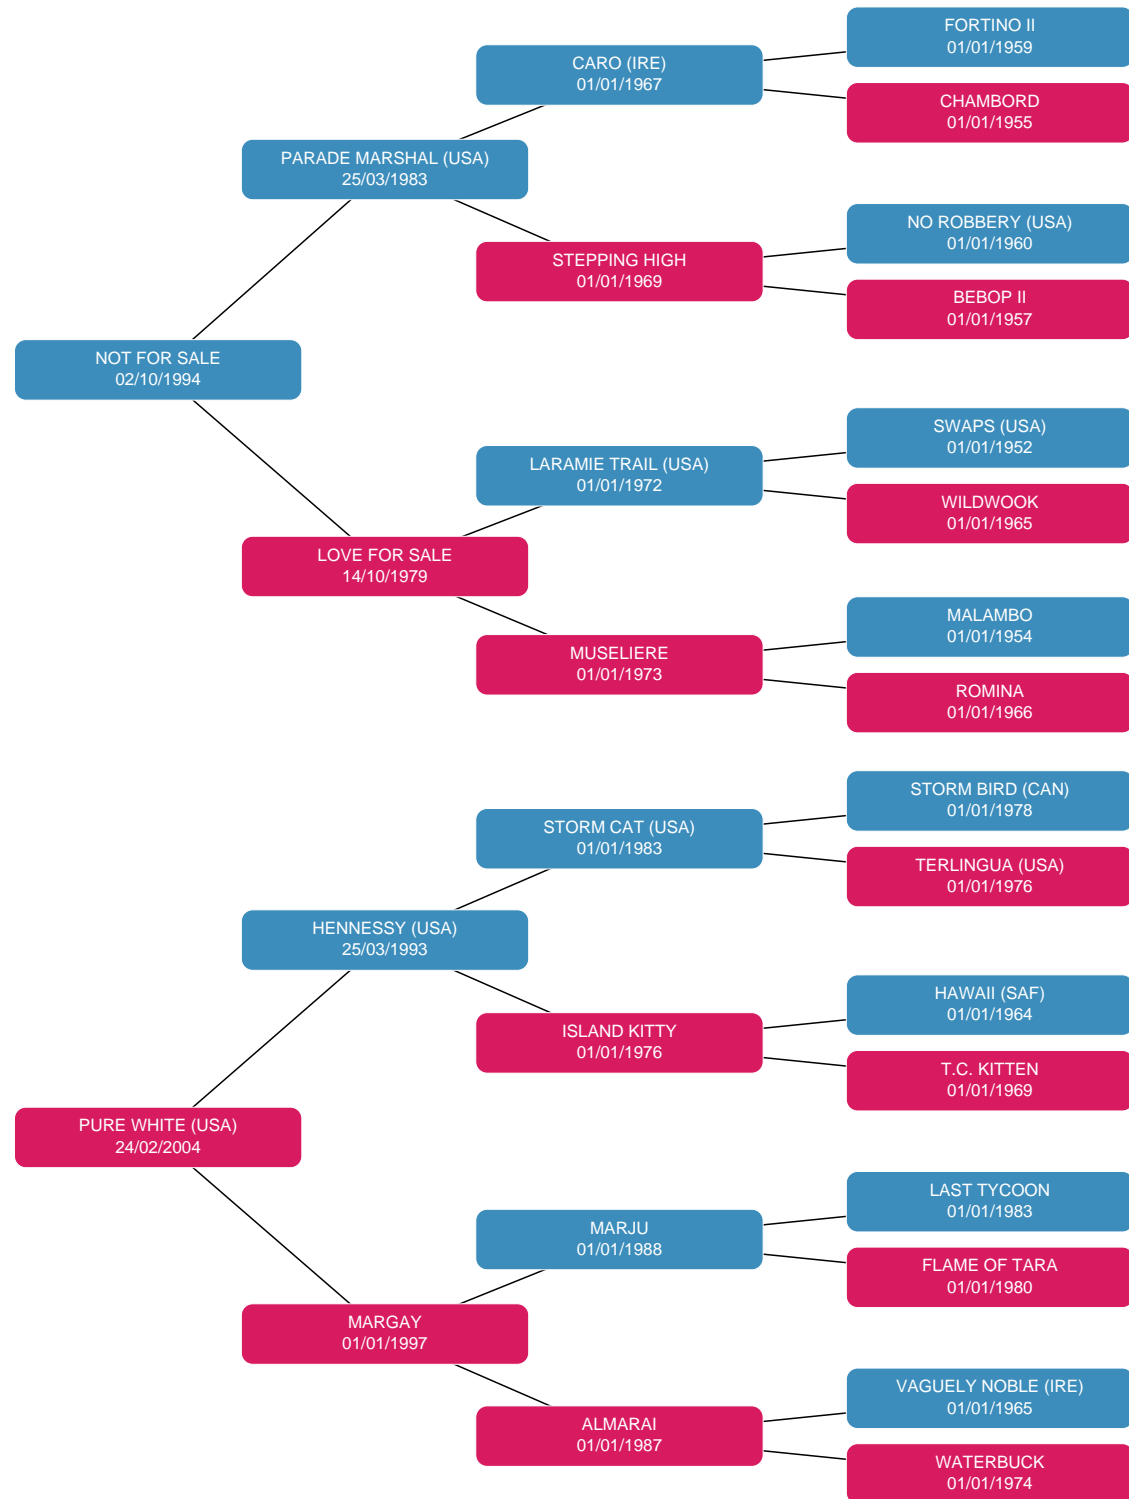 FORTINO II
01/01/1959
CARO (IRE)
01/01/1967
CHAMBORD
01/01/1955
PARADE MARSHAL (USA)
25/03/1983
NO ROBBERY (USA)
01/01/1960
STEPPING HIGH
01/01/1969
BEBOP II
01/01/1957
NOT FOR SALE
02/10/1994
SWAPS (USA)
01/01/1952
LARAMIE TRAIL (USA)
01/01/1972
WILDWOOK
01/01/1965
LOVE FOR SALE
14/10/1979
MALAMBO
01/01/1954
MUSELIERE
01/01/1973
ROMINA
01/01/1966
STORM BIRD (CAN)
01/01/1978
STORM CAT (USA)
01/01/1983
TERLINGUA (USA)
01/01/1976
HENNESSY (USA)
25/03/1993
HAWAII (SAF)
01/01/1964
ISLAND KITTY
01/01/1976
T.C. KITTEN
01/01/1969
PURE WHITE (USA)
24/02/2004
LAST TYCOON
01/01/1983
MARJU
01/01/1988
FLAME OF TARA
01/01/1980
MARGAY
01/01/1997
VAGUELY NOBLE (IRE)
01/01/1965
ALMARAI
01/01/1987
WATERBUCK
01/01/1974